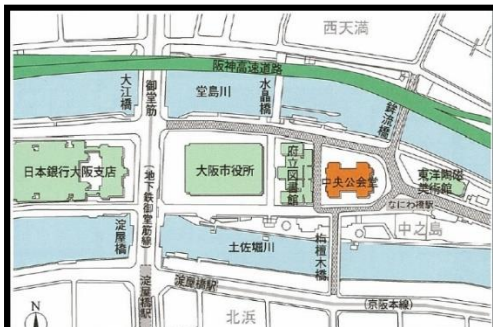 西天満
阪神高速道路
大江橋
御堂筋
堂島川
水晶橋
鉾流橋
日本銀行大阪支店
(地下鉄御堂筋線)
大阪市役所
府立図書館
中央公会堂
東洋陶磁
美術館
なにわ橋駅
中之島
淀屋橋
土佐堀川
栴檀木橋
淀屋橋駅
淀屋橋駅
(京阪本線)
北浜
N